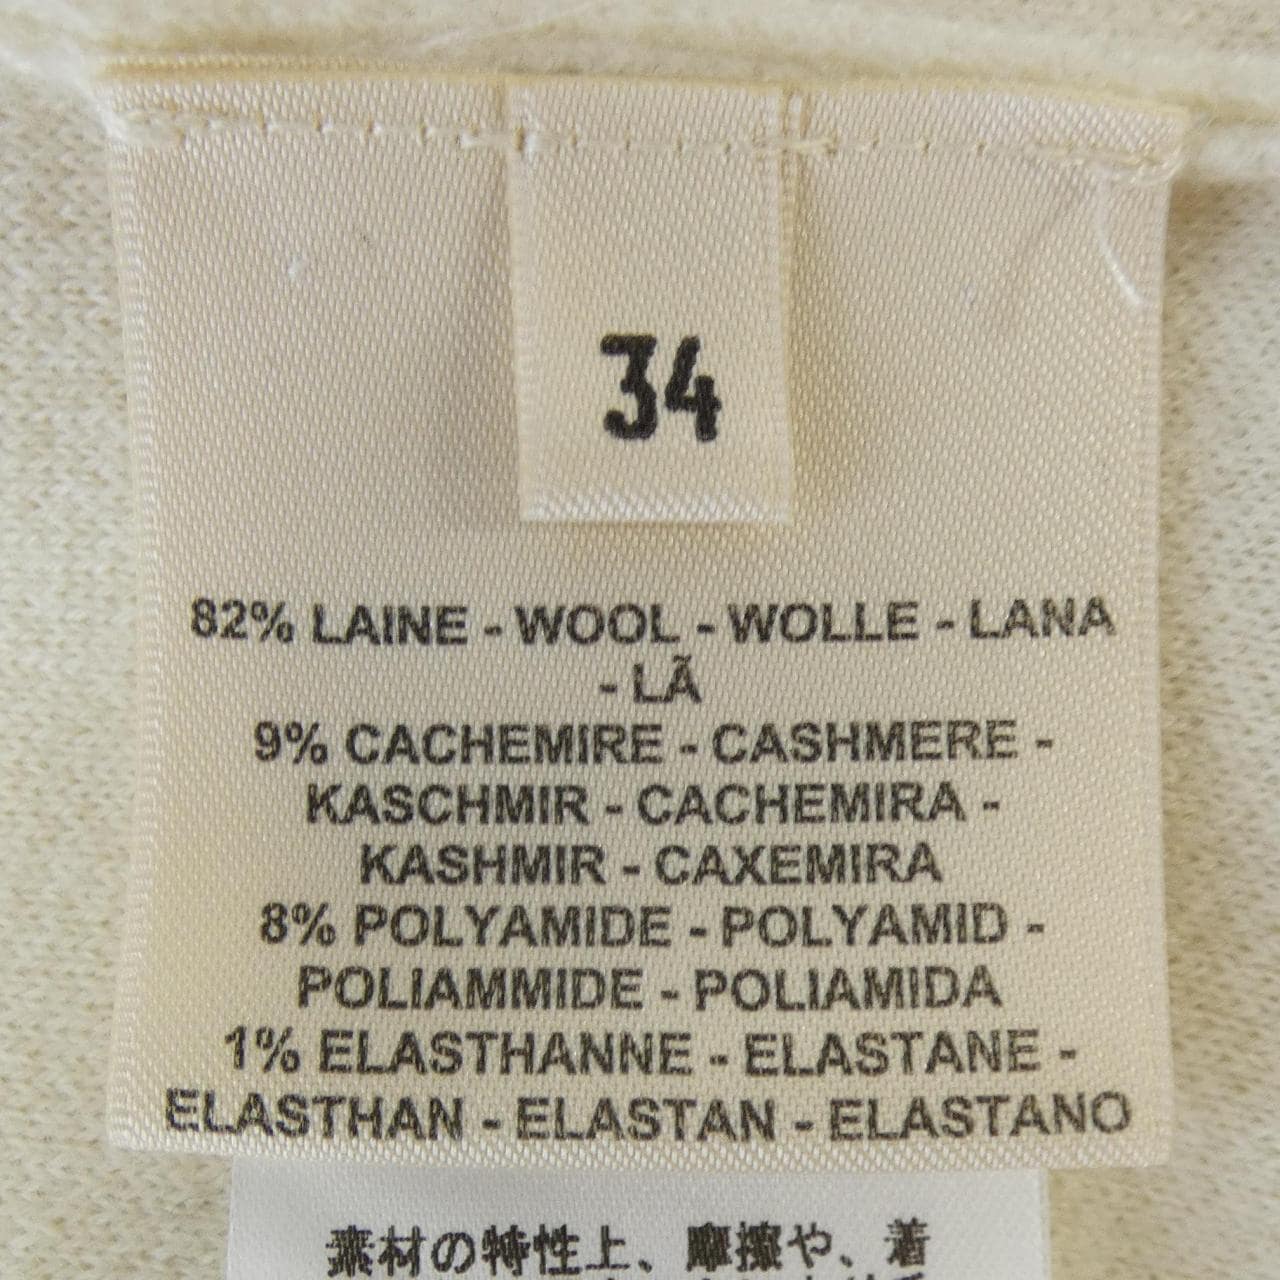 34
82% LAINE - WOOL - WOLLE - LANA
- LÃ
9% CACHEMIRE - CASHMERE -
KASCHMIR - CACHEMIRA -
KASHMIR - CAXEMIRA
8% POLYAMIDE - POLYAMID -
POLIAMMIDE - POLIAMIDA
1% ELASTHANNE - ELASTANE -
ELASTHAN - ELASTAN - ELASTANO
素材の特性上、摩擦や、着